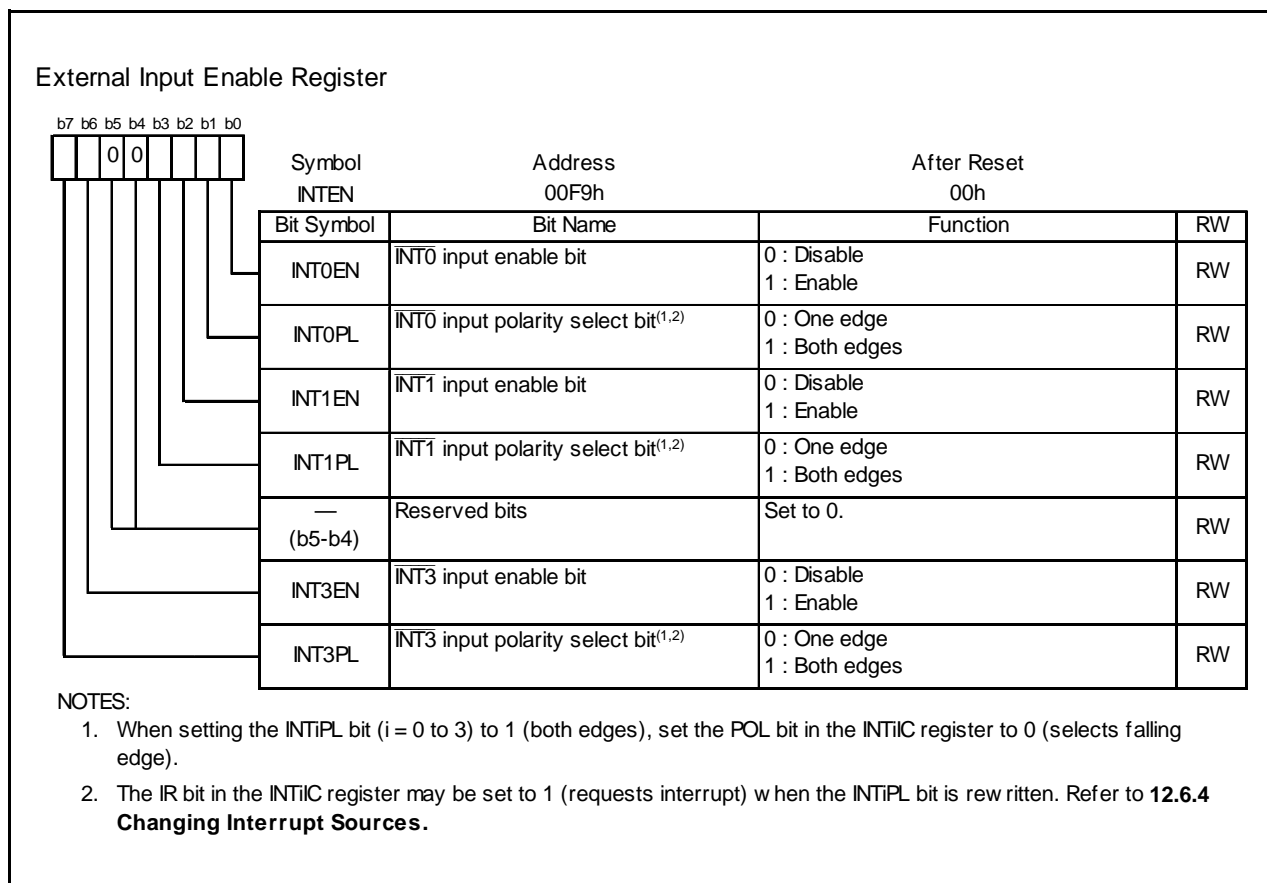 External Input Enable Register
b7 b6 b5 b4 b3 b2 b1 b0
0 0
Symbol Address After Reset
INTEN 00F9h 00h
Bit Symbol Bit Name Function RW
INT0EN INT0 input enable bit 0 : Disable
1 : Enable RW
INT0PL INT0 input polarity select bit(1,2) 0 : One edge
1 : Both edges RW
INT1EN INT1 input enable bit 0 : Disable
1 : Enable RW
INT1PL INT1 input polarity select bit(1,2) 0 : One edge
1 : Both edges RW
— Reserved bits Set to 0.
(b5-b4) RW
INT3EN INT3 input enable bit 0 : Disable
1 : Enable RW
INT3PL INT3 input polarity select bit(1,2) 0 : One edge
1 : Both edges RW
NOTES:
1. When setting the INTiPL bit (i = 0 to 3) to 1 (both edges), set the POL bit in the INTiIC register to 0 (selects falling
edge).
2. The IR bit in the INTiIC register may be set to 1 (requests interrupt) w hen the INTiPL bit is rew ritten. Refer to 12.6.4
Changing Interrupt Sources.